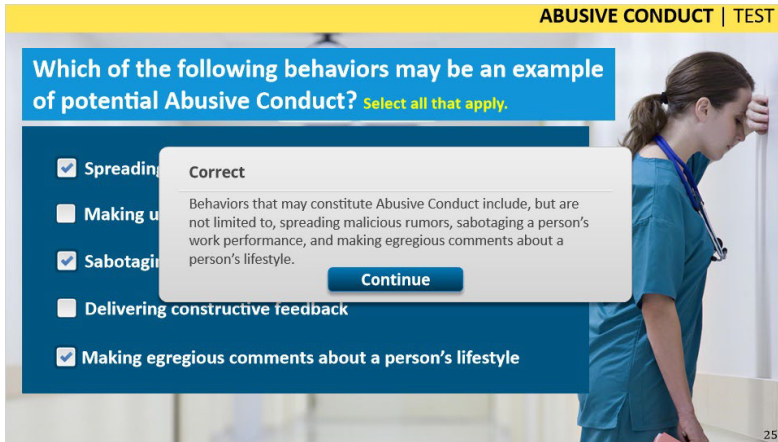 ABUSIVE CONDUCT | TEST
Which of the following behaviors may be an example
of potential Abusive Conduct? Select all that apply.
Correct
Behaviors that may constitute Abusive Conduct include, but are
not limited to, spreading malicious rumors, sabotaging a person's
work performance, and making egregious comments about a
person's lifestyle.
Continue
Making
Delivering constructive feedback
Making egregious comments about a person's lifestyle
25